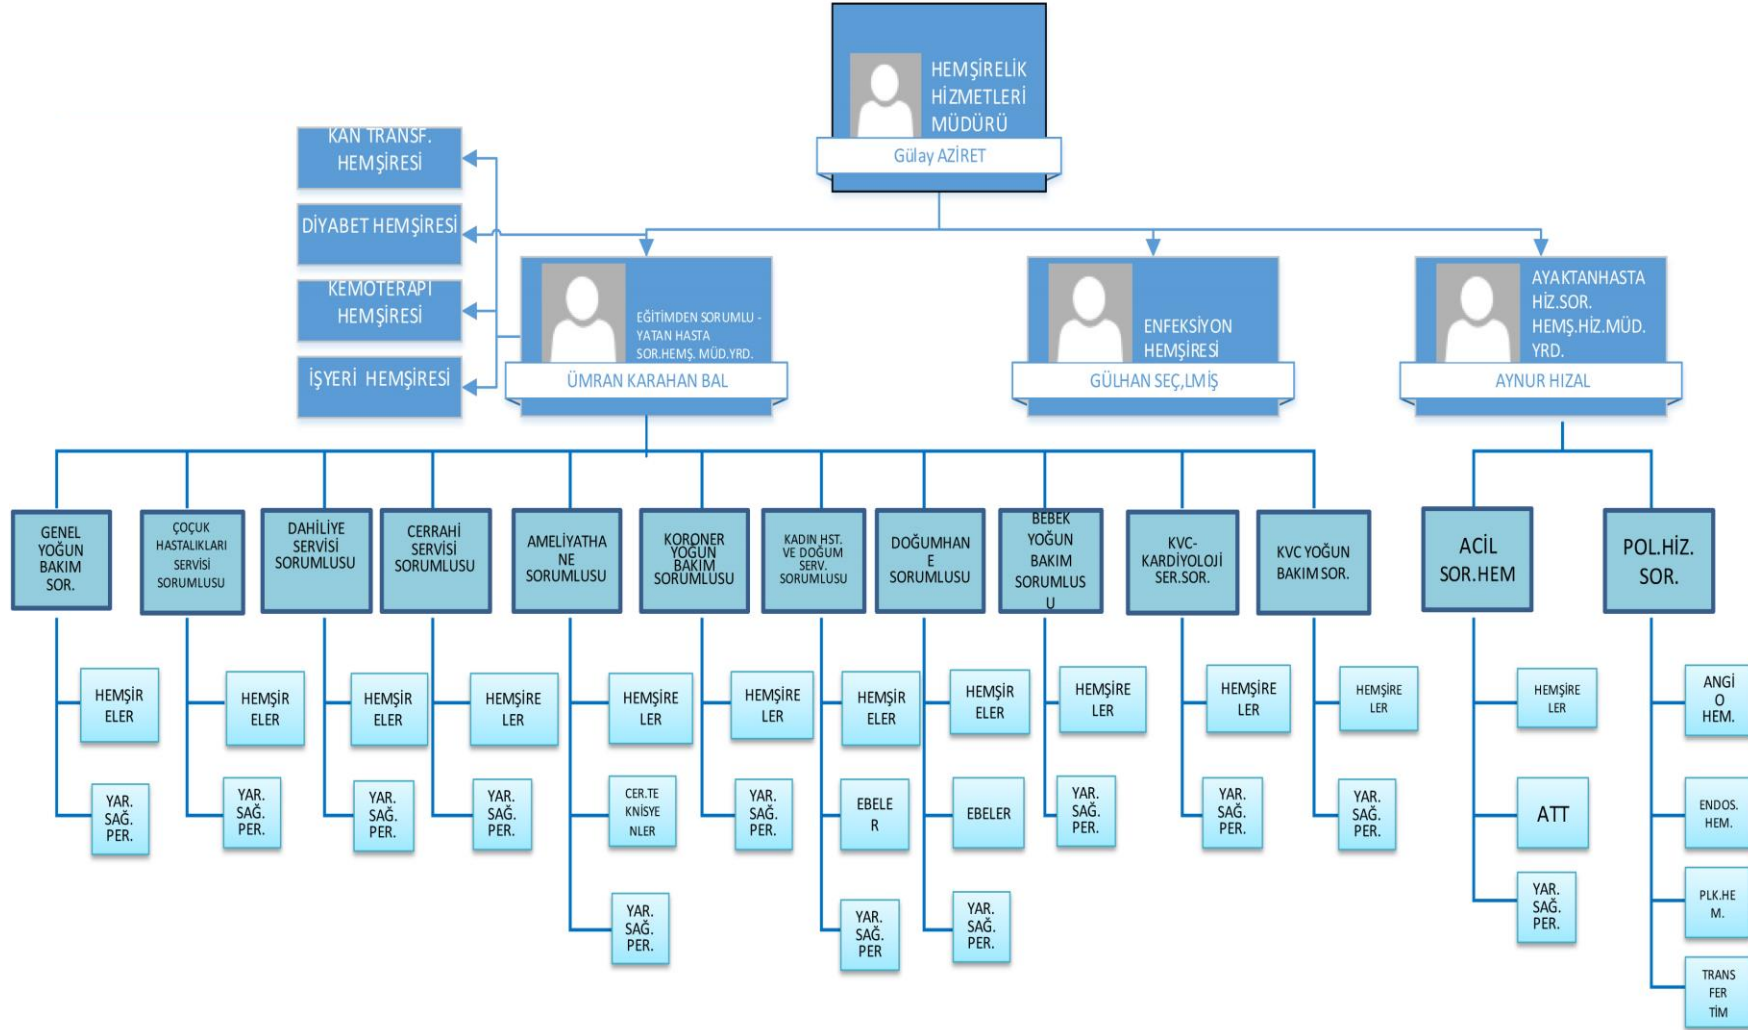 HEMŞİRELİK
HİZMETLERİ
MÜDÜRÜ
Gülay AZİRET
KAN TRANSF.
HEMŞİRESİ
DİYABET HEMŞİRESİ
KEMOTERAPİ
HEMŞİRESİ
İŞYERİ HEMŞİRESİ
EĞİTİMDEN SORUMLU -
YATAN HASTA
SOR.HEMŞ. MÜD.YRD.
ÜMRAN KARAHAN BAL
ENFEKSİYON
HEMŞİRESİ
GÜLHAN SEÇ,LMİŞ
AYAKTANHASTA
HİZ.SOR.
HEMŞ.HİZ.MÜD.
YRD.
AYNUR HIZAL
GENEL
YOĞUN
BAKIM
SOR.
ÇOÇUK
HASTALIKLARI
SERVİSİ
SORUMLUSU
DAHİLİYE
SERVİSİ
SORUMLUSU
CERRAHİ
SERVİSİ
SORUMLUSU
AMELİYATHA
NE
SORUMLUSU
KORONER
YOĞUN
BAKIM
SORUMLUSU
KADIN HST.
VE DOĞUM
SERV.
SORUMLUSU
DOĞUMHAN
E
SORUMLUSU
BEBEK
YOĞUN
BAKIM
SORUMLUS
U
KVC-
KARDİYOLOJİ
SER.SOR.
KVC YOĞUN
BAKIM SOR.
ACİL
SOR.HEM
POL.HİZ.
SOR.
HEMŞİR
ELER
HEMŞİR
ELER
HEMŞİR
ELER
HEMŞİRE
LER
HEMŞİRE
LER
HEMŞİRE
LER
HEMŞİR
ELER
HEMŞİR
ELER
HEMŞİRE
LER
HEMŞİRE
LER
HEMŞİRE
LER
HEMŞİRE
LER
ANGİ
O
HEM.
YAR.
SAĞ.
PER.
YAR.
SAĞ.
PER.
YAR.
SAĞ.
PER.
YAR.
SAĞ.
PER.
CER.TE
KNİSYE
NLER
YAR.
SAĞ.
PER.
EBELE
R
EBELER
YAR.
SAĞ.
PER.
YAR.
SAĞ.
PER.
YAR.
SAĞ.
PER.
ATT
ENDOS.
HEM.
YAR.
SAĞ.
PER.
YAR.
SAĞ.
PER
YAR.
SAĞ.
PER.
YAR.
SAĞ.
PER.
PLK.HE
M.
TRANS
FER
TİM